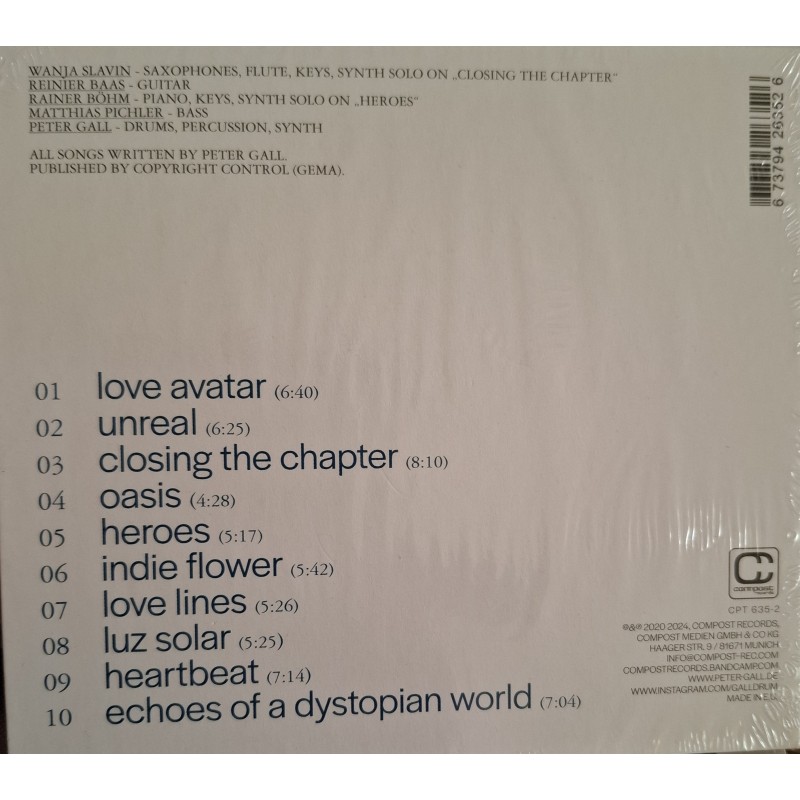 WANJA SLAVIN - SAXOPHONES, FLUTE, KEYS, SYNTH SOLO ON „CLOSING THE CHAPTER“
REINIER BAAS - GUITAR
RAINER BÖHM - PIANO, KEYS, SYNTH SOLO ON „HEROES“
MATTHIAS PICHLER - BASS
PETER GALL - DRUMS, PERCUSSION, SYNTH
ALL SONGS WRITTEN BY PETER GALL.
PUBLISHED BY COPYRIGHT CONTROL (GEMA).
6 73794 26352 6
01 love avatar (6:40)
02 unreal (6:25)
03 closing the chapter (8:10)
04 oasis (4:28)
05 heroes (5:17)
06 indie flower (5:42)
07 love lines (5:26)
08 luz solar (5:25)
09 heartbeat (7:14)
10 echoes of a dystopian world (7:04)
compost
records
CPT 635-2
℗&© 2020 2024, COMPOST RECORDS,
COMPOST MEDIEN GMBH & CO KG
HAAGER STR. 9 / 81671 MUNICH
INFO@COMPOST-REC.COM
COMPOSTRECORDS.BANDCAMP.COM
WWW.PETER-GALL.DE
WWW.INSTAGRAM.COM/GALLDRUM
MADE IN E.U.